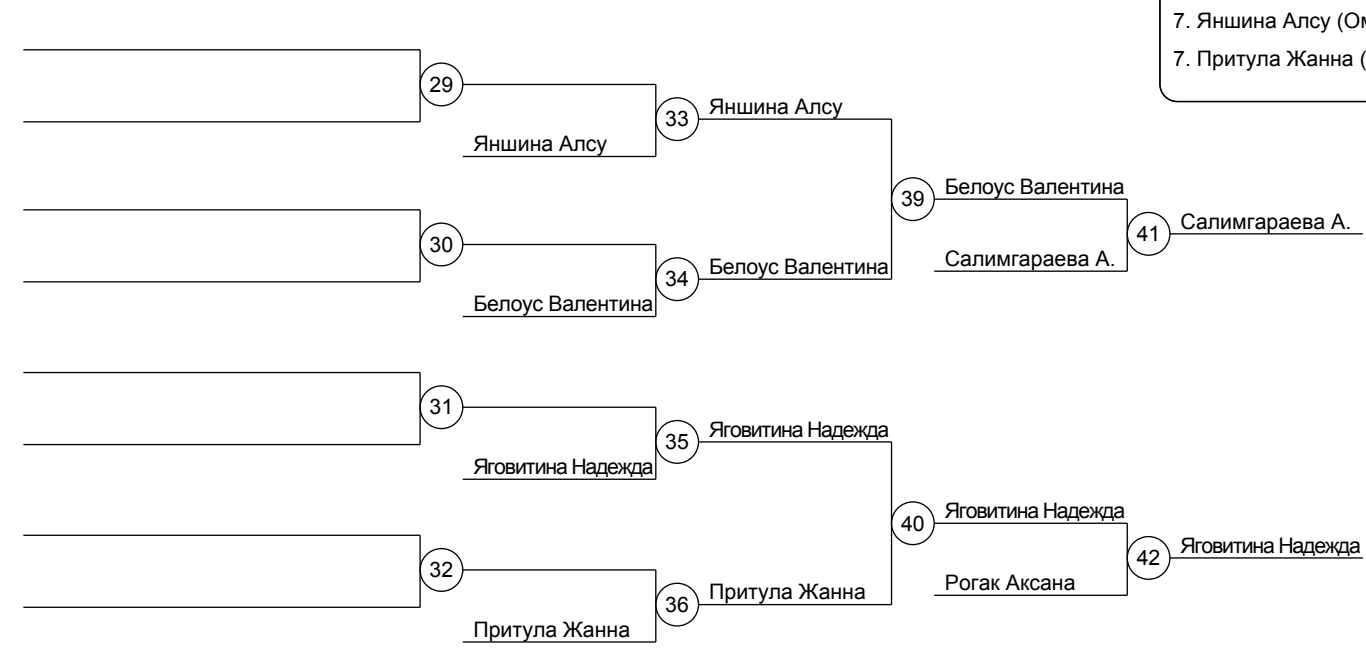 7. Яншина Алсу (Ом
7. Притула Жанна (
29
33 Яншина Алсу
Яншина Алсу
39 Белоус Валентина
41 Салимгараева А.
30
34 Белоус Валентина
Салимгараева А.
Белоус Валентина
31
35 Яговитина Надежда
Яговитина Надежда
40 Яговитина Надежда
42 Яговитина Надежда
32
36 Притула Жанна
Рогак Аксана
Притула Жанна